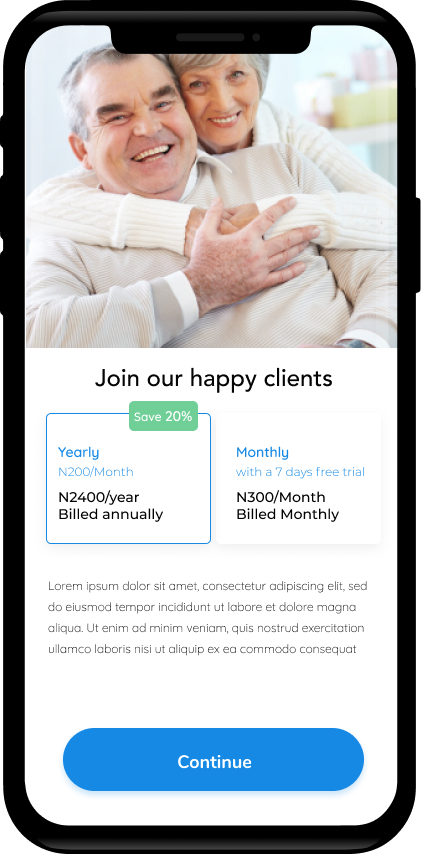 Join our happy clients
Save 20%
Yearly
N200/Month
N2400/year
Billed annually
Monthly
with a 7 days free trial
N300/Month
Billed Monthly
Lorem ipsum dolor sit amet, consectetur adipiscing elit, sed
do eiusmod tempor incididunt ut labore et dolore magna
aliqua. Ut enim ad minim veniam, quis nostrud exercitation
ullamco laboris nisi ut aliquip ex ea commodo consequat
Continue